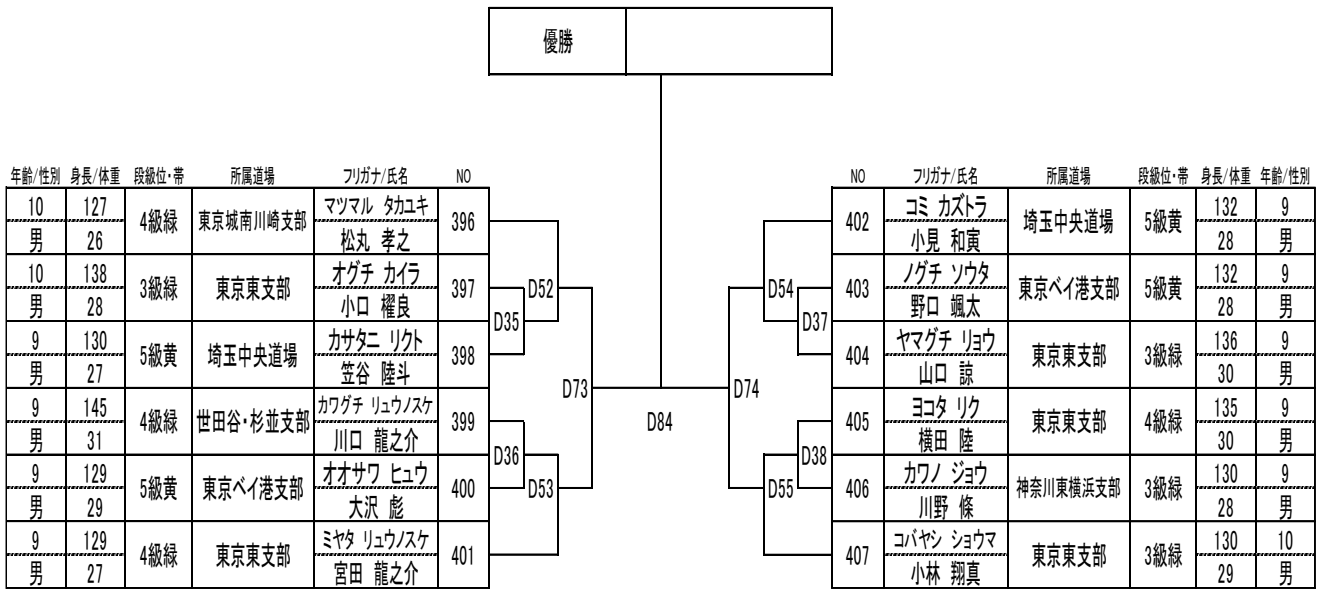 優勝
年齢/性別 身長/体重 段級位・帯 所属道場 フリガナ/氏名 NO
10 127 4級緑 東京城南川崎支部 マツマル タカユキ 396
男 26 松丸 孝之
10 138 3級緑 東京東支部 オグチ カイラ 397
男 28 小口 櫂良
9 130 5級黄 埼玉中央道場 カサタニ リクト 398
男 27 笠谷 陸斗
9 145 4級緑 世田谷・杉並支部 カワグチ リュウノスケ 399
男 31 川口 龍之介
9 129 5級黄 東京ベイ港支部 オオサワ ヒュウ 400
男 29 大沢 彪
9 129 4級緑 東京東支部 ミヤタ リュウノスケ 401
男 27 宮田 龍之介
D52
D35
D73
D36
D53
D84
D54
D37
D74
D38
D55
NO フリガナ/氏名 所属道場 段級位・帯 身長/体重 年齢/性別
402 コミ カズトラ 埼玉中央道場 5級黄 132 9
小見 和寅 28 男
403 ノグチ ソウタ 東京ベイ港支部 5級黄 132 9
野口 颯太 28 男
404 ヤマグチ リョウ 東京東支部 3級緑 136 9
山口 諒 30 男
405 ヨコタ リク 東京東支部 4級緑 135 9
横田 陸 30 男
406 カワノ ジョウ 神奈川東横浜支部 3級緑 130 9
川野 條 28 男
407 コバヤシ ショウマ 東京東支部 3級緑 130 10
小林 翔真 29 男